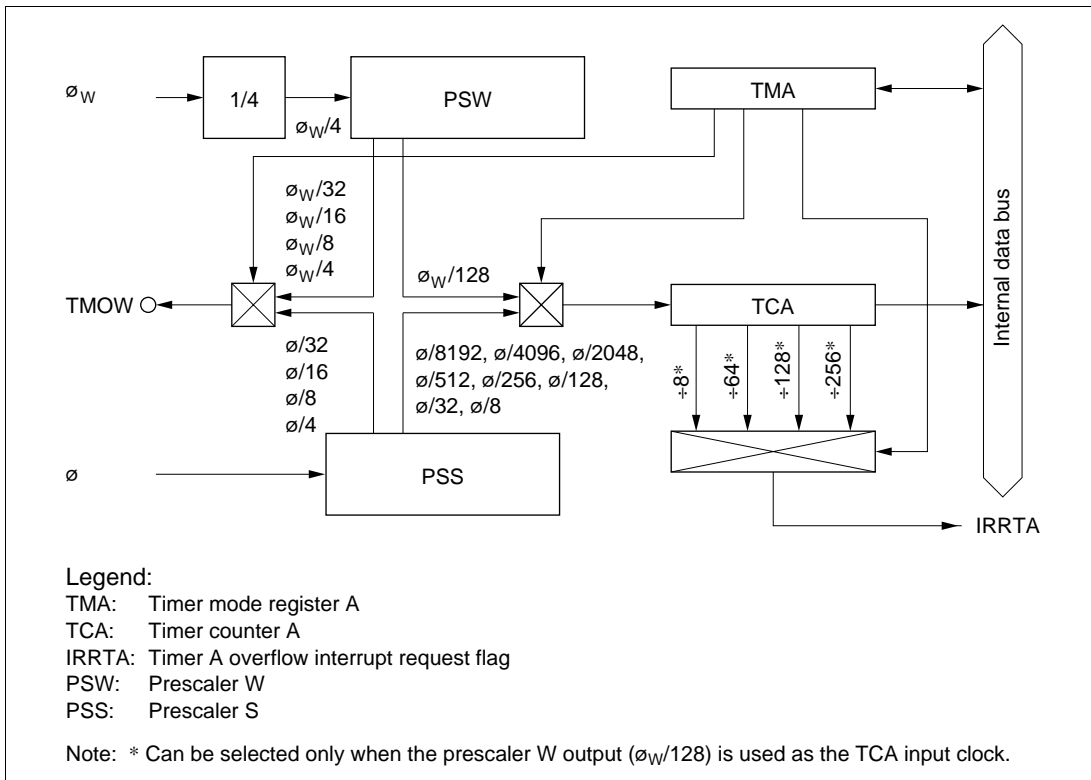 øW
1/4
øW/4
PSW
TMA
Internal data bus
øW/32
øW/16
øW/8
øW/4
øW/128
TMOW
TCA
ø/32
ø/16
ø/8
ø/4
ø/8192, ø/4096, ø/2048,
ø/512, ø/256, ø/128,
ø/32, ø/8
÷8*
÷64*
÷128*
÷256*
ø
PSS
IRRTA
Legend:
TMA: Timer mode register A
TCA: Timer counter A
IRRTA: Timer A overflow interrupt request flag
PSW: Prescaler W
PSS: Prescaler S
Note: * Can be selected only when the prescaler W output (øW/128) is used as the TCA input clock.